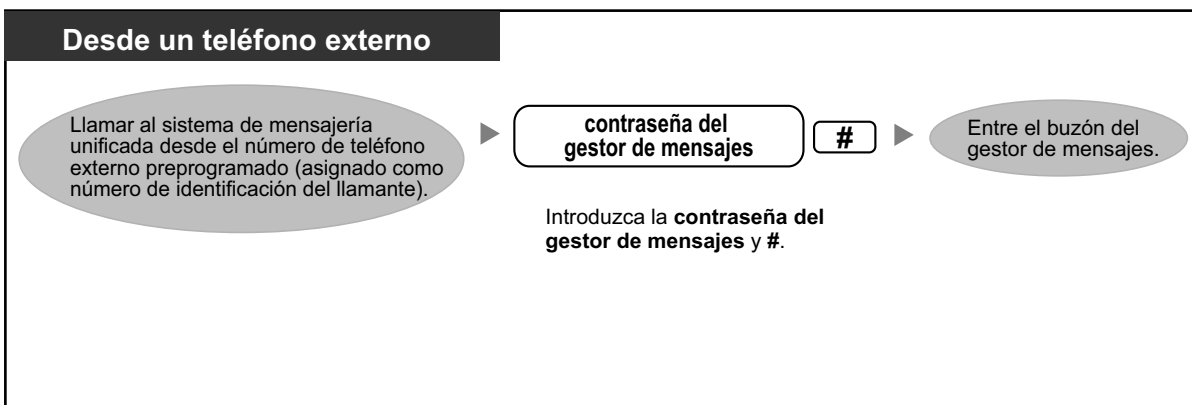 Desde un teléfono externo
Llamar al sistema de mensajería
unificada desde el número de teléfono
externo preprogramado (asignado como
número de identificación del llamante).
contraseña del
gestor de mensajes
#
Entre el buzón del
gestor de mensajes.
Introduzca la contraseña del
gestor de mensajes y #.